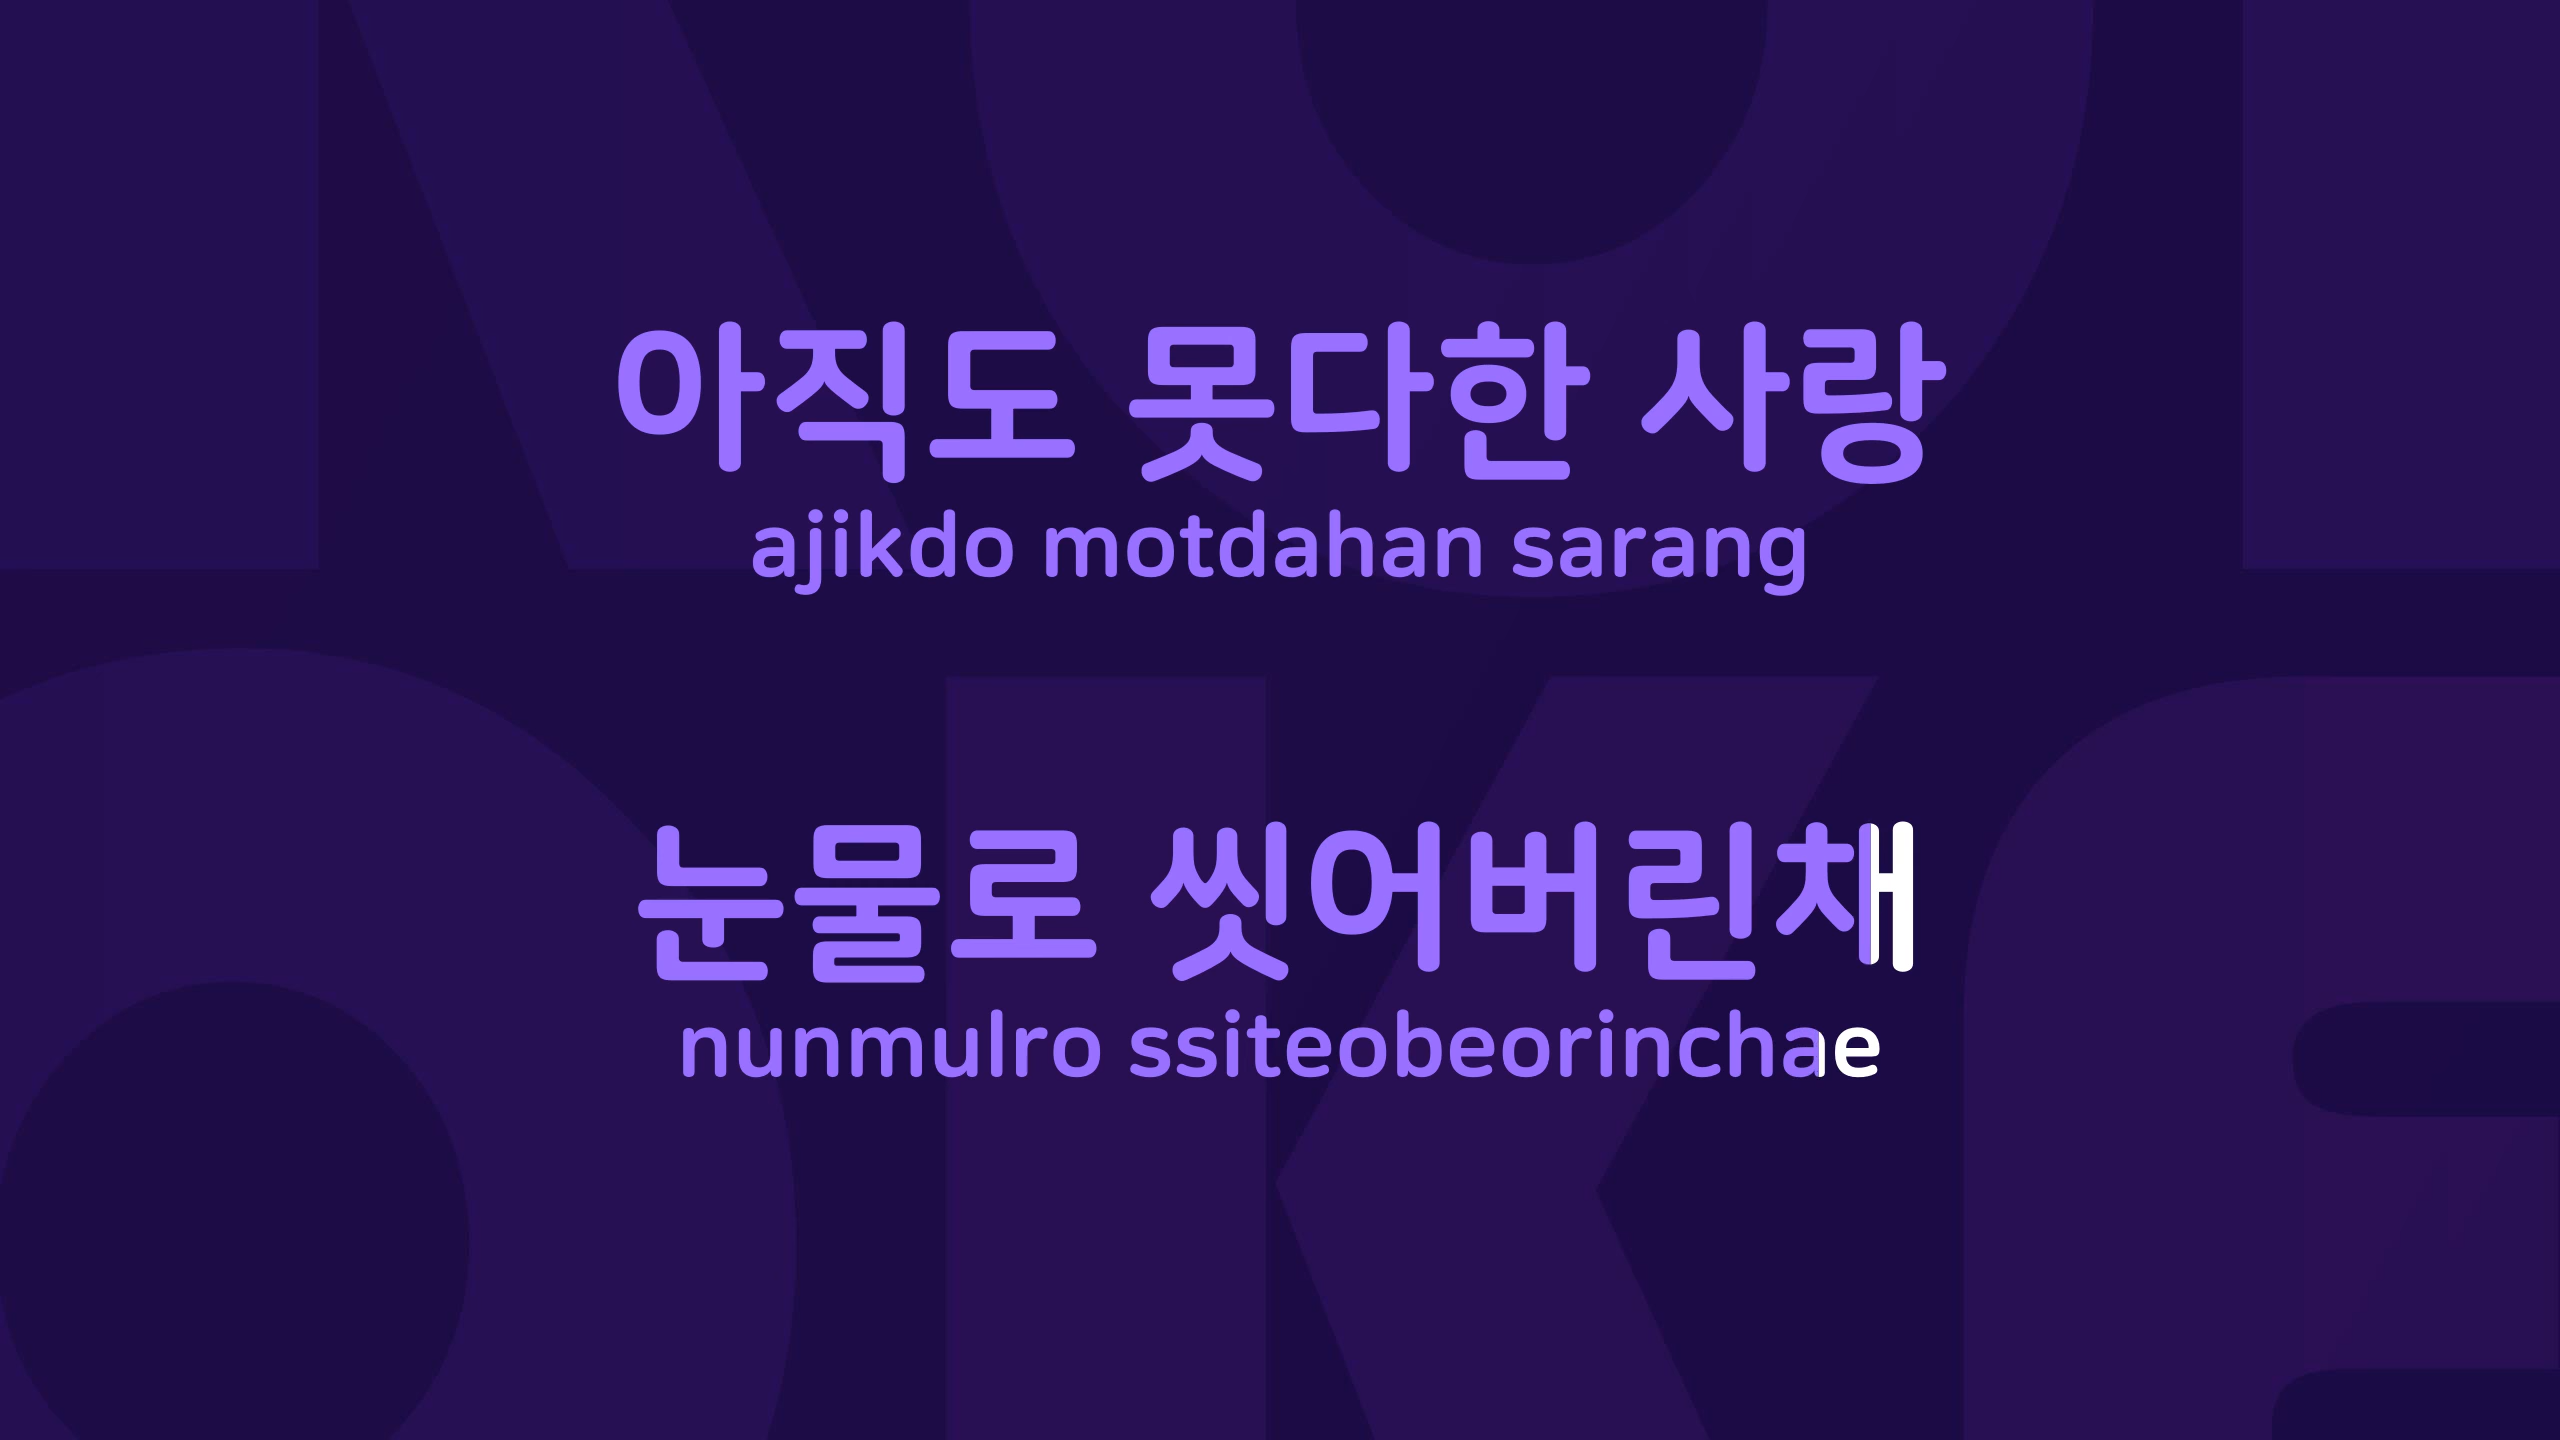 아직도 못다한 사랑
ajikdo motdahan sarang
눈물로 씻어버린채
nunmulro ssiteobeorinchae